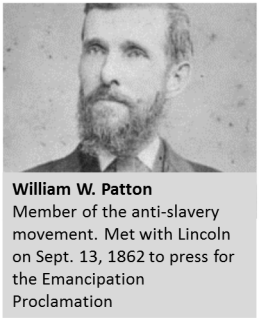 William W. Patton
Member of the anti-slavery
movement. Met with Lincoln
on Sept. 13, 1862 to press for
the Emancipation
Proclamation